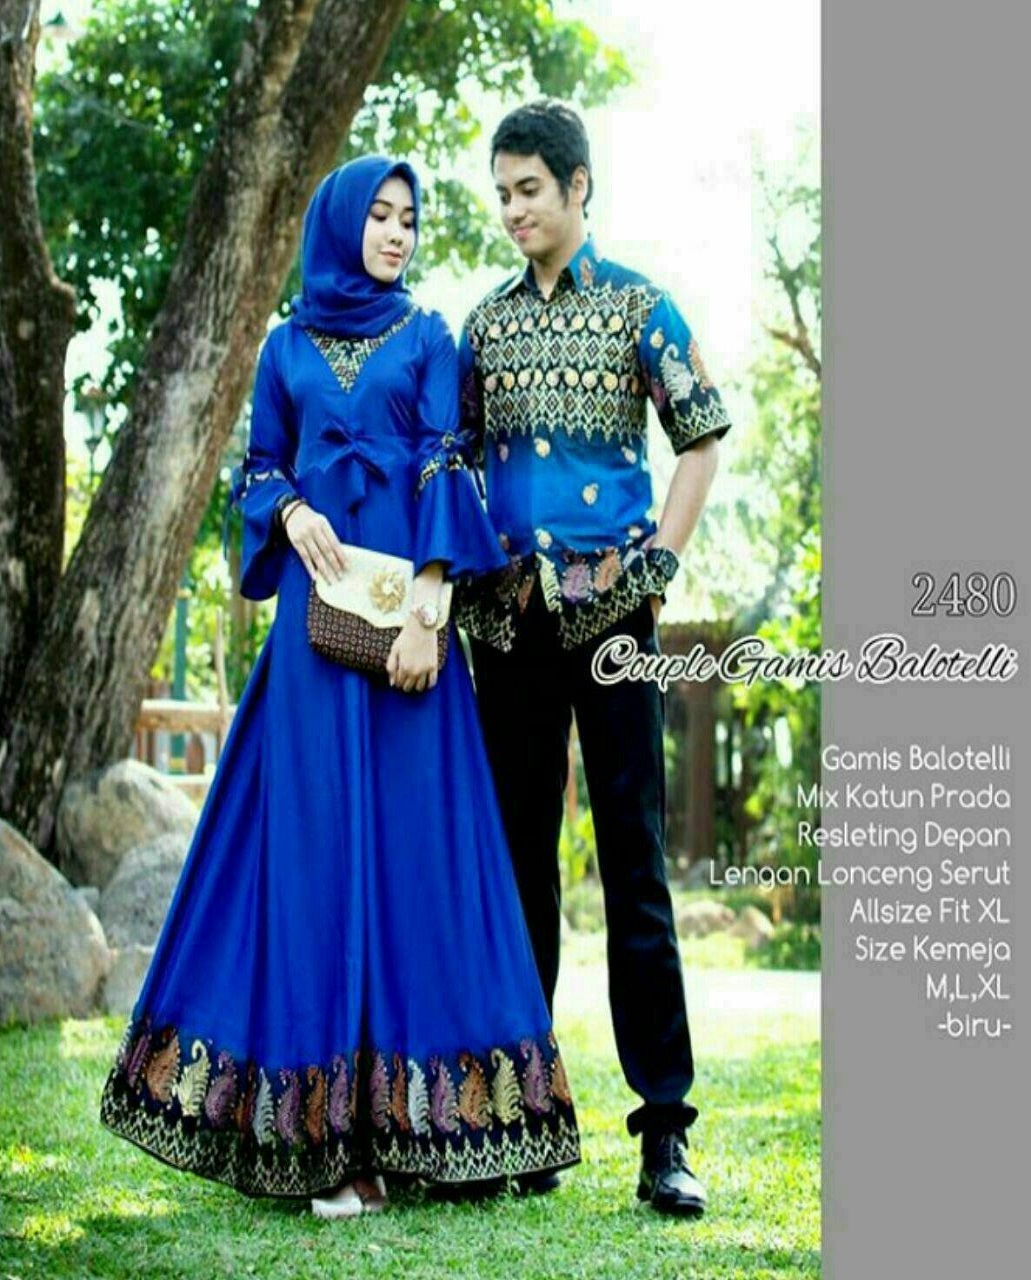 2480
Couple Gamis Balotelli
Gamis Balotelli
Mix Katun Prada
Resleting Depan
Lengan Lonceng Serut
Allsize Fit XL
Size Kemeja
M,L,XL
-biru-